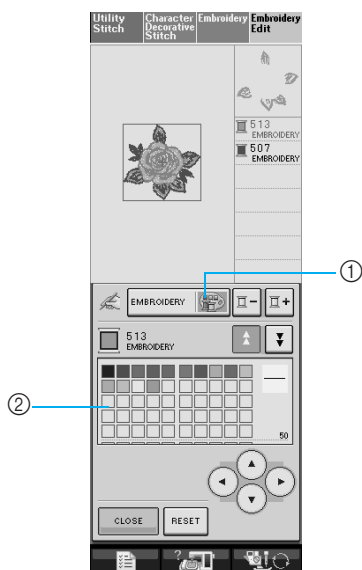 Utility Stitch
Character Decorative Stitch
Embroidery
Embroidery Edit
513
EMBROIDERY
507
EMBROIDERY
①
EMBROIDERY
513
EMBROIDERY
②
50
CLOSE
RESET
?